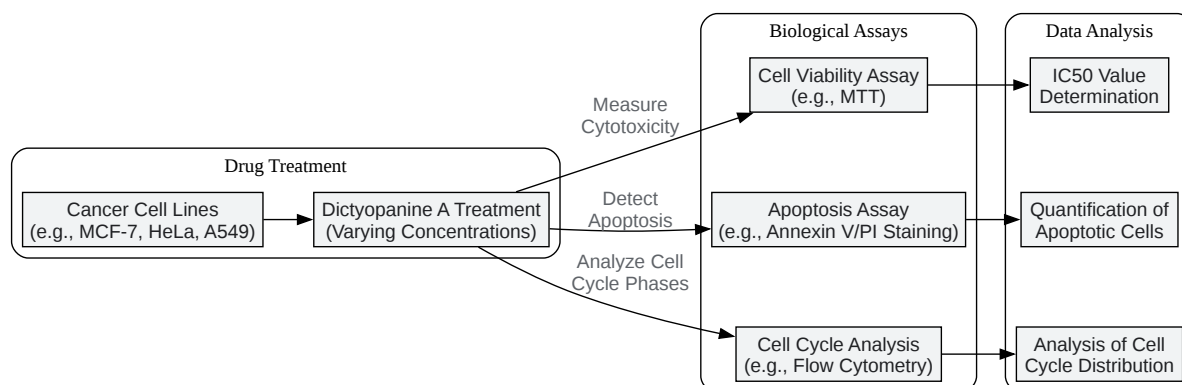 Biological Assays
Data Analysis
Cell Viability Assay
(e.g., MTT)
IC50 Value
Determination
Measure
Cytotoxicity
Drug Treatment
Cancer Cell Lines
(e.g., MCF-7, HeLa, A549)
Dictyopanine A Treatment
(Varying Concentrations)
Detect
Apoptosis
Apoptosis Assay
(e.g., Annexin V/PI Staining)
Quantification of
Apoptotic Cells
Analyze Cell
Cycle Phases
Cell Cycle Analysis
(e.g., Flow Cytometry)
Analysis of Cell
Cycle Distribution